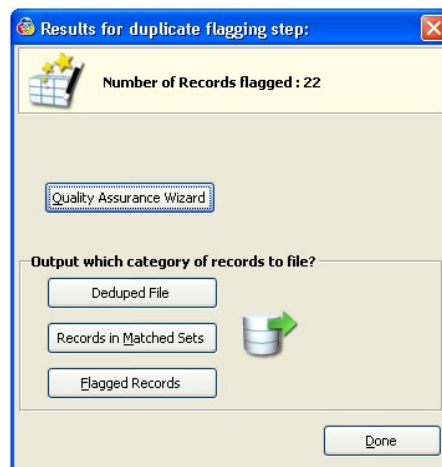 Results for duplicate flagging step:
Number of Records flagged : 22
Quality Assurance Wizard
Output which category of records to file?
Deduped File
Records in Matched Sets
Flagged Records
Done